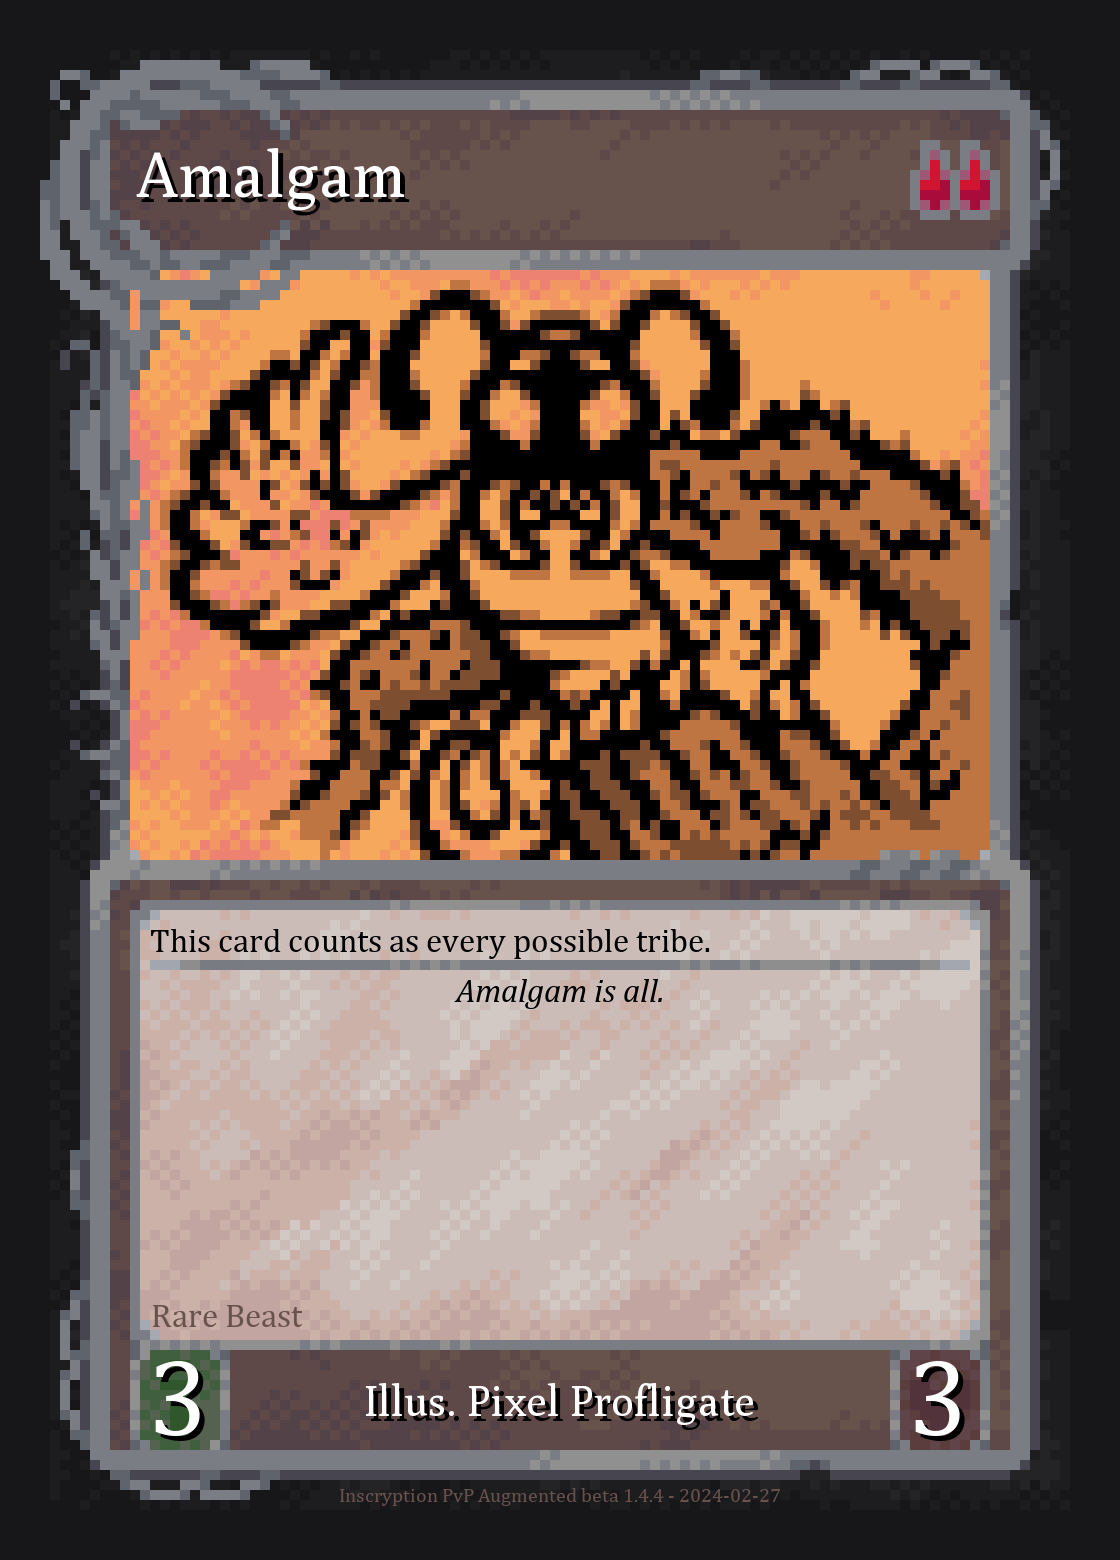 Amalgam
This card counts as every possible tribe.
Amalgam is all.
Rare Beast
3
Illus. Pixel Profligate
3
Inscryption PvP Augmented beta 1.4.4 - 2024-02-27